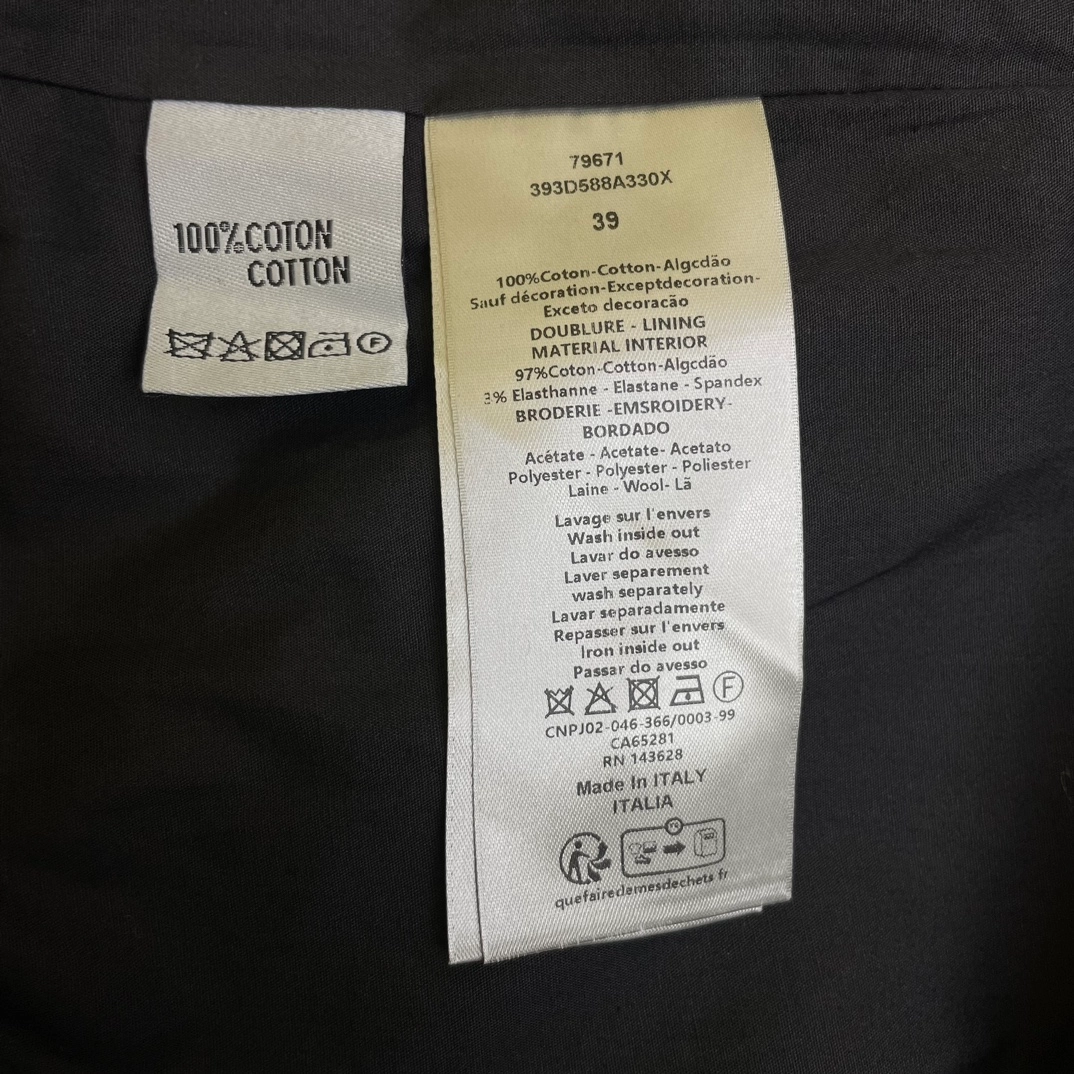 100%COTON
COTTON
F
79671
393D588A330X
39
100%Coton-Cotton-Algcdão
Sauf décoration-Exceptdecoration-
Exceto decoracão
DOUBLURE - LINING
MATERIAL INTERIOR
97%Coton-Cotton-Algcdão
3% Elasthanne - Elastane - Spandex
BRODERIE -EMSROIDERY-
BORDADO
Acétate - Acetate- Acetato
Polyester - Polyester - Poliester
Laine - Wool- Lã
Lavage sur l'envers
Wash inside out
Lavar do avesso
Laver separement
wash separately
Lavar separadamente
Repasser sur l'envers
Iron inside out
Passar do avesso
F
CNPJ02-046-366/0003-99
CA65281
RN 143628
Made In ITALY
ITALIA
quefairedemesdechets fr